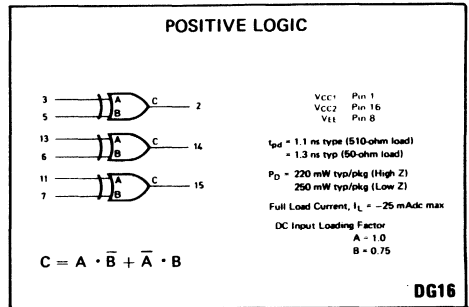 POSITIVE LOGIC
3 A C 2
5 B
13 A C 14
6 B
11 A C 15
7 B
VCC1 Pin 1
VCC2 Pin 16
VEE Pin 8
tpd = 1.1 ns type (510-ohm load)
= 1.3 ns typ (50-ohm load)
PD = 220 mW typ/pkg (High Z)
250 mW typ/pkg (Low Z)
Full Load Current, IL = −25 mAdc max
DC Input Loading Factor
A = 1.0
B = 0.75
C = A · B̅ + A̅ · B
DG16